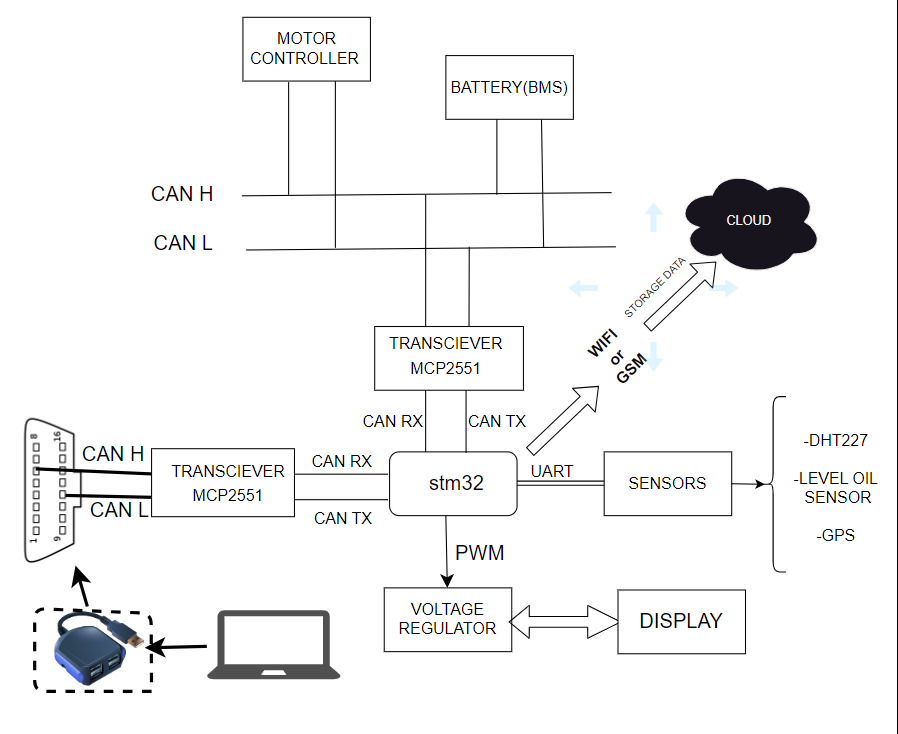 MOTOR
CONTROLLER
BATTERY(BMS)
CAN H
CAN L
CLOUD
STORAGE DATA
WIFI
or
GSM
TRANSCIEVER
MCP2551
CAN RX
CAN TX
8
16
1
9
CAN H
CAN L
TRANSCIEVER
MCP2551
CAN RX
CAN TX
stm32
UART
SENSORS
-DHT227
-LEVEL OIL
SENSOR
-GPS
PWM
VOLTAGE
REGULATOR
DISPLAY